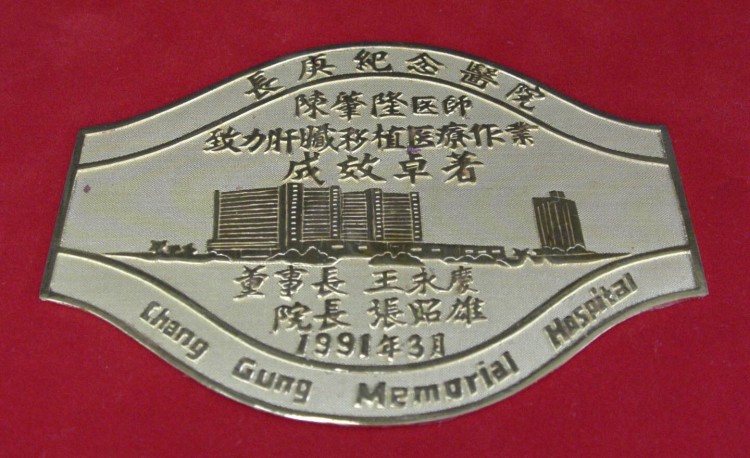 長庚紀念醫院
陳肇隆医師
致力肝臟移植医療作業
成效卓著
董事長 王永慶
院長 張昭雄
1991年3月
Chang Gung Memorial Hospital